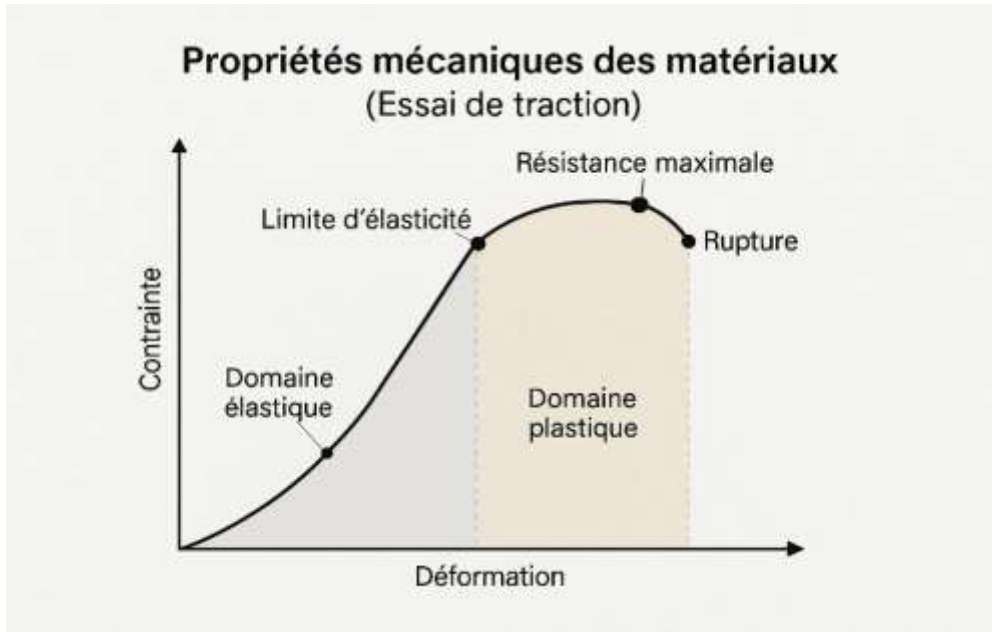 Propriétés mécaniques des matériaux
(Essai de traction)
Résistance maximale
Limite d'élasticité
Rupture
Contrainte
Domaine
élastique
Domaine
plastique
Déformation